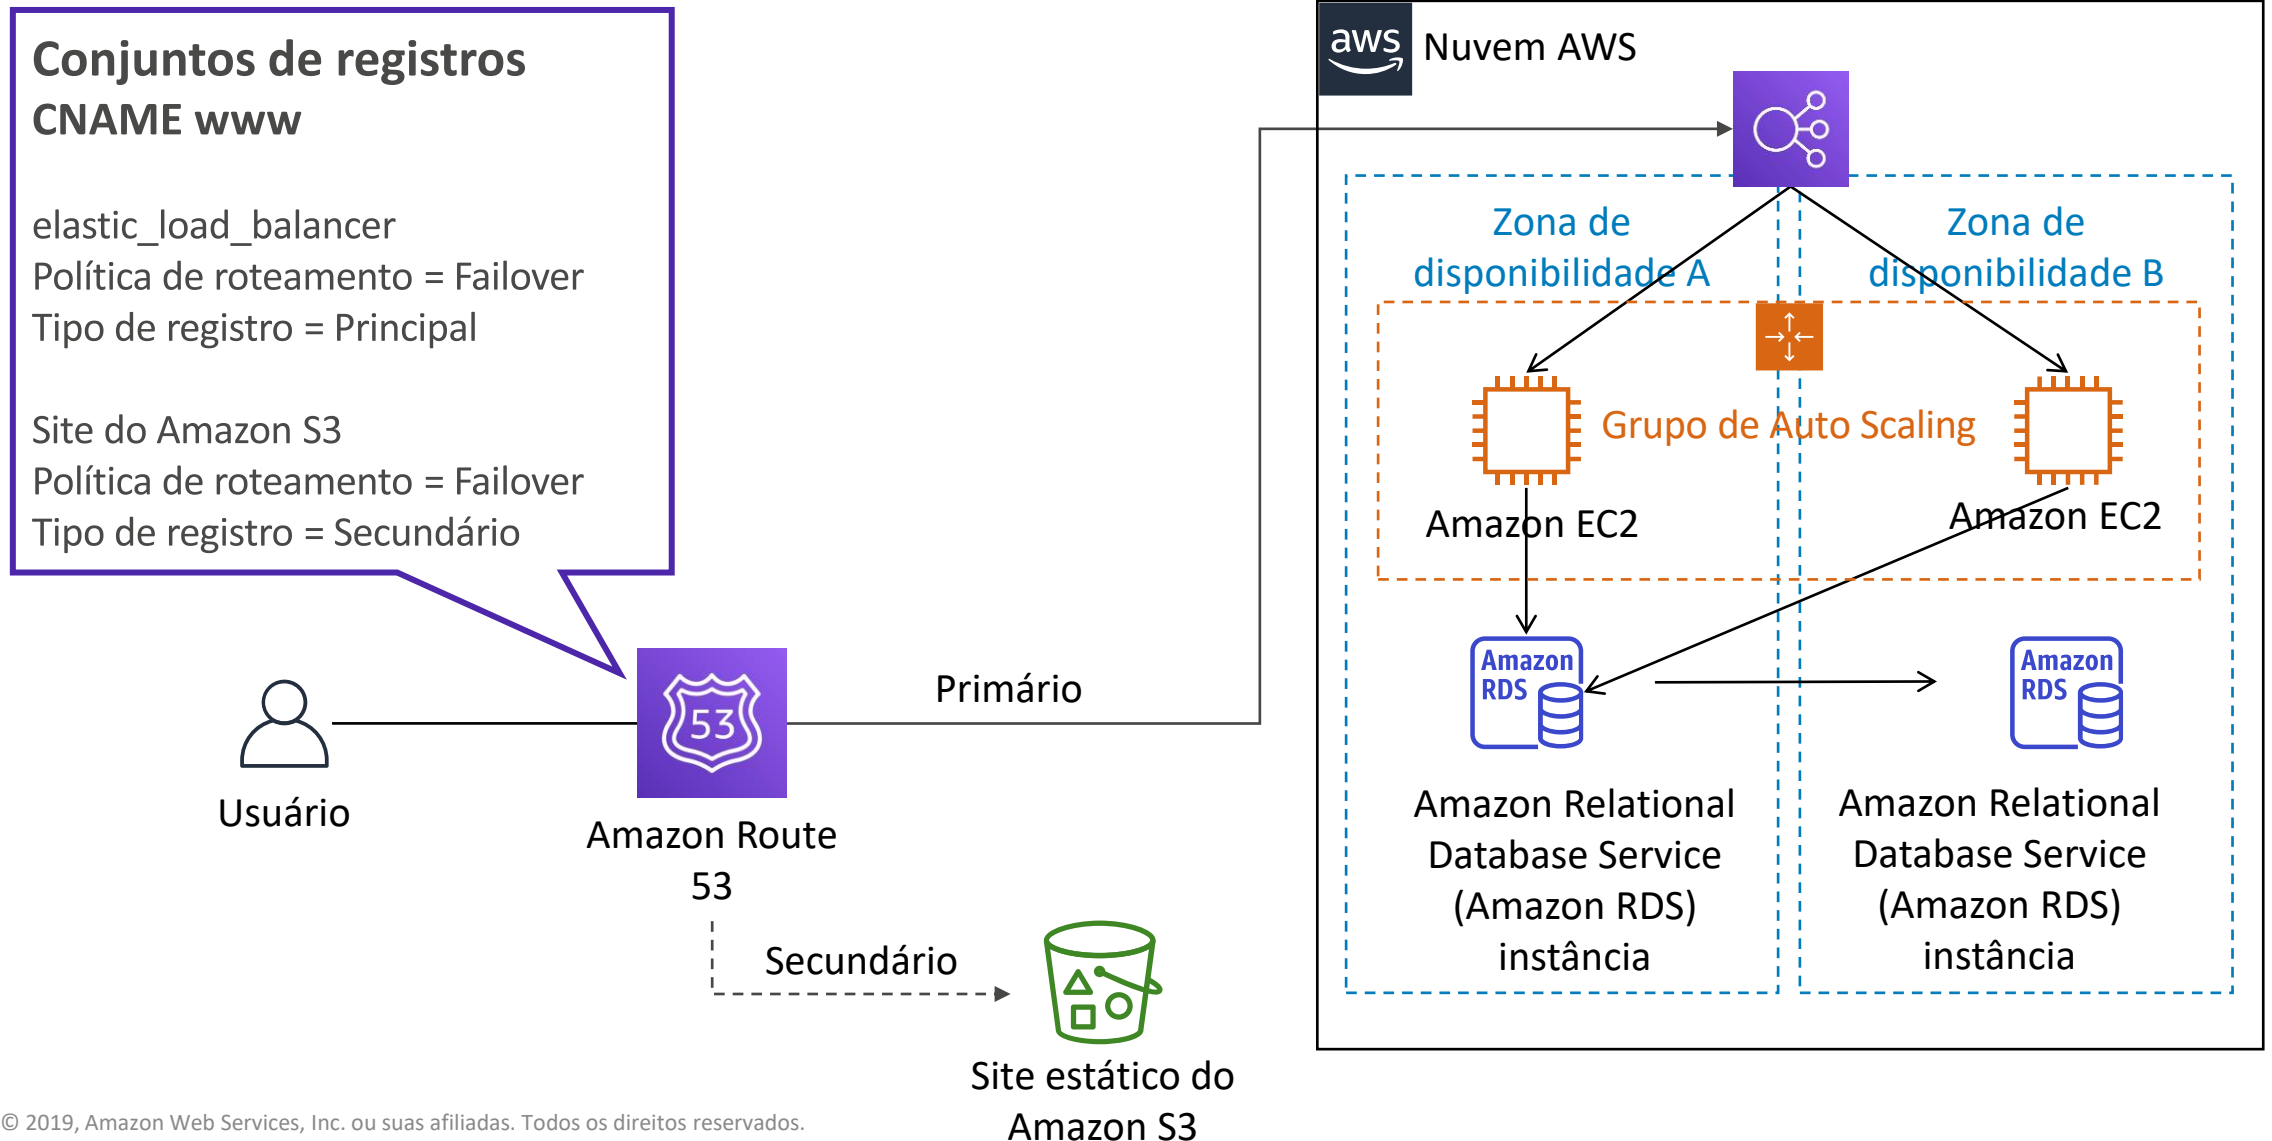 Conjuntos de registros
CNAME www
elastic_load_balancer
Política de roteamento = Failover
Tipo de registro = Principal
Site do Amazon S3
Política de roteamento = Failover
Tipo de registro = Secundário
Usuário
53
Amazon Route
53
Primário
Secundário
Site estático do
Amazon S3
aws
Nuvem AWS
Zona de
disponibilidade A
Zona de
disponibilidade B
Grupo de Auto Scaling
Amazon EC2
Amazon EC2
Amazon
RDS
Amazon
RDS
Amazon Relational
Database Service
(Amazon RDS)
instância
Amazon Relational
Database Service
(Amazon RDS)
instância
© 2019, Amazon Web Services, Inc. ou suas afiliadas. Todos os direitos reservados.